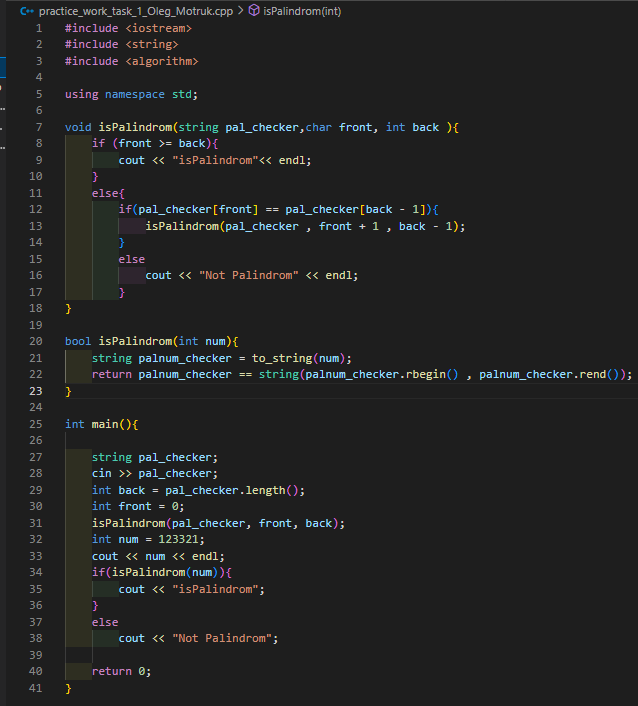 practice_work_task_1_Oleg_Motruk.cpp > isPalindrom(int)
1 #include <iostream>
2 #include <string>
3 #include <algorithm>
4
5 using namespace std;
6
7 void isPalindrom(string pal_checker,char front, int back ){
8     if (front >= back){
9         cout << "isPalindrom"<< endl;
10     }
11     else{
12         if(pal_checker[front] == pal_checker[back - 1]){
13             isPalindrom(pal_checker , front + 1 , back - 1);
14         }
15         else
16             cout << "Not Palindrom" << endl;
17         }
18 }
19
20 bool isPalindrom(int num){
21     string palnum_checker = to_string(num);
22     return palnum_checker == string(palnum_checker.rbegin() , palnum_checker.rend());
23 }
24
25 int main(){
26
27     string pal_checker;
28     cin >> pal_checker;
29     int back = pal_checker.length();
30     int front = 0;
31     isPalindrom(pal_checker, front, back);
32     int num = 123321;
33     cout << num << endl;
34     if(isPalindrom(num)){
35         cout << "isPalindrom";
36     }
37     else
38         cout << "Not Palindrom";
39
40     return 0;
41 }